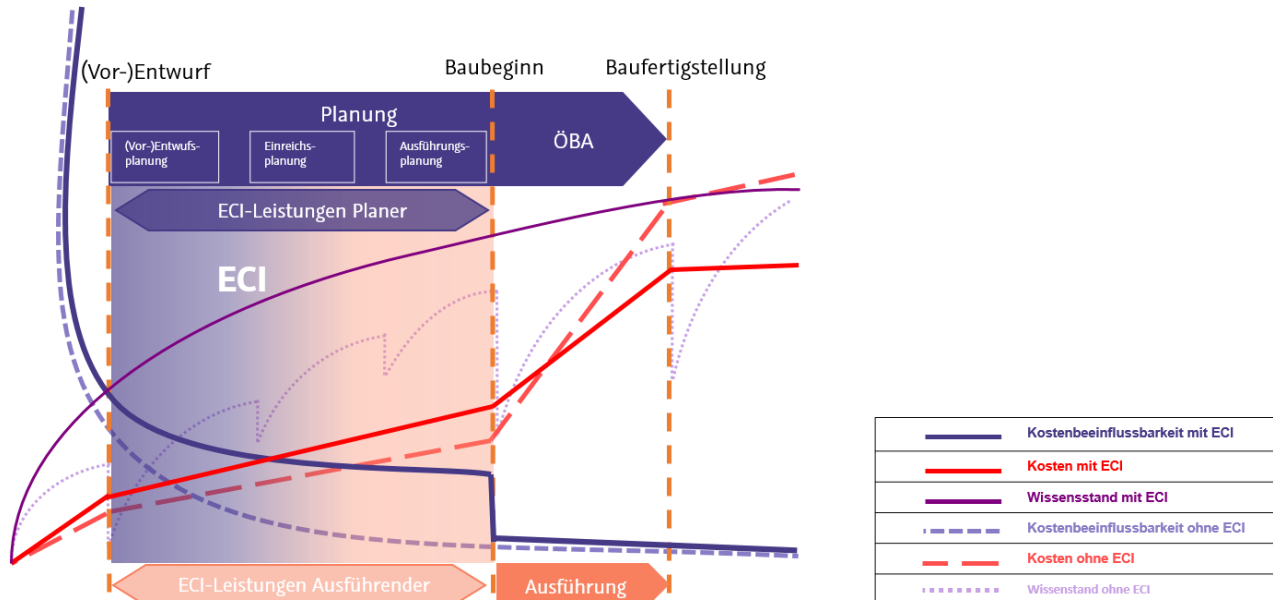 (Vor-)Entwurf
Baubeginn
Baufertigstellung
Planung
ÖBA
(Vor-)Entwufs-
planung
Einreichs-
planung
Ausführungs-
planung
ECI-Leistungen Planer
ECI
ECI-Leistungen Ausführender
Ausführung
Kostenbeeinflussbarkeit mit ECI
Kosten mit ECI
Wissensstand mit ECI
Kostenbeeinflussbarkeit ohne ECI
Kosten ohne ECI
Wissenstand ohne ECI